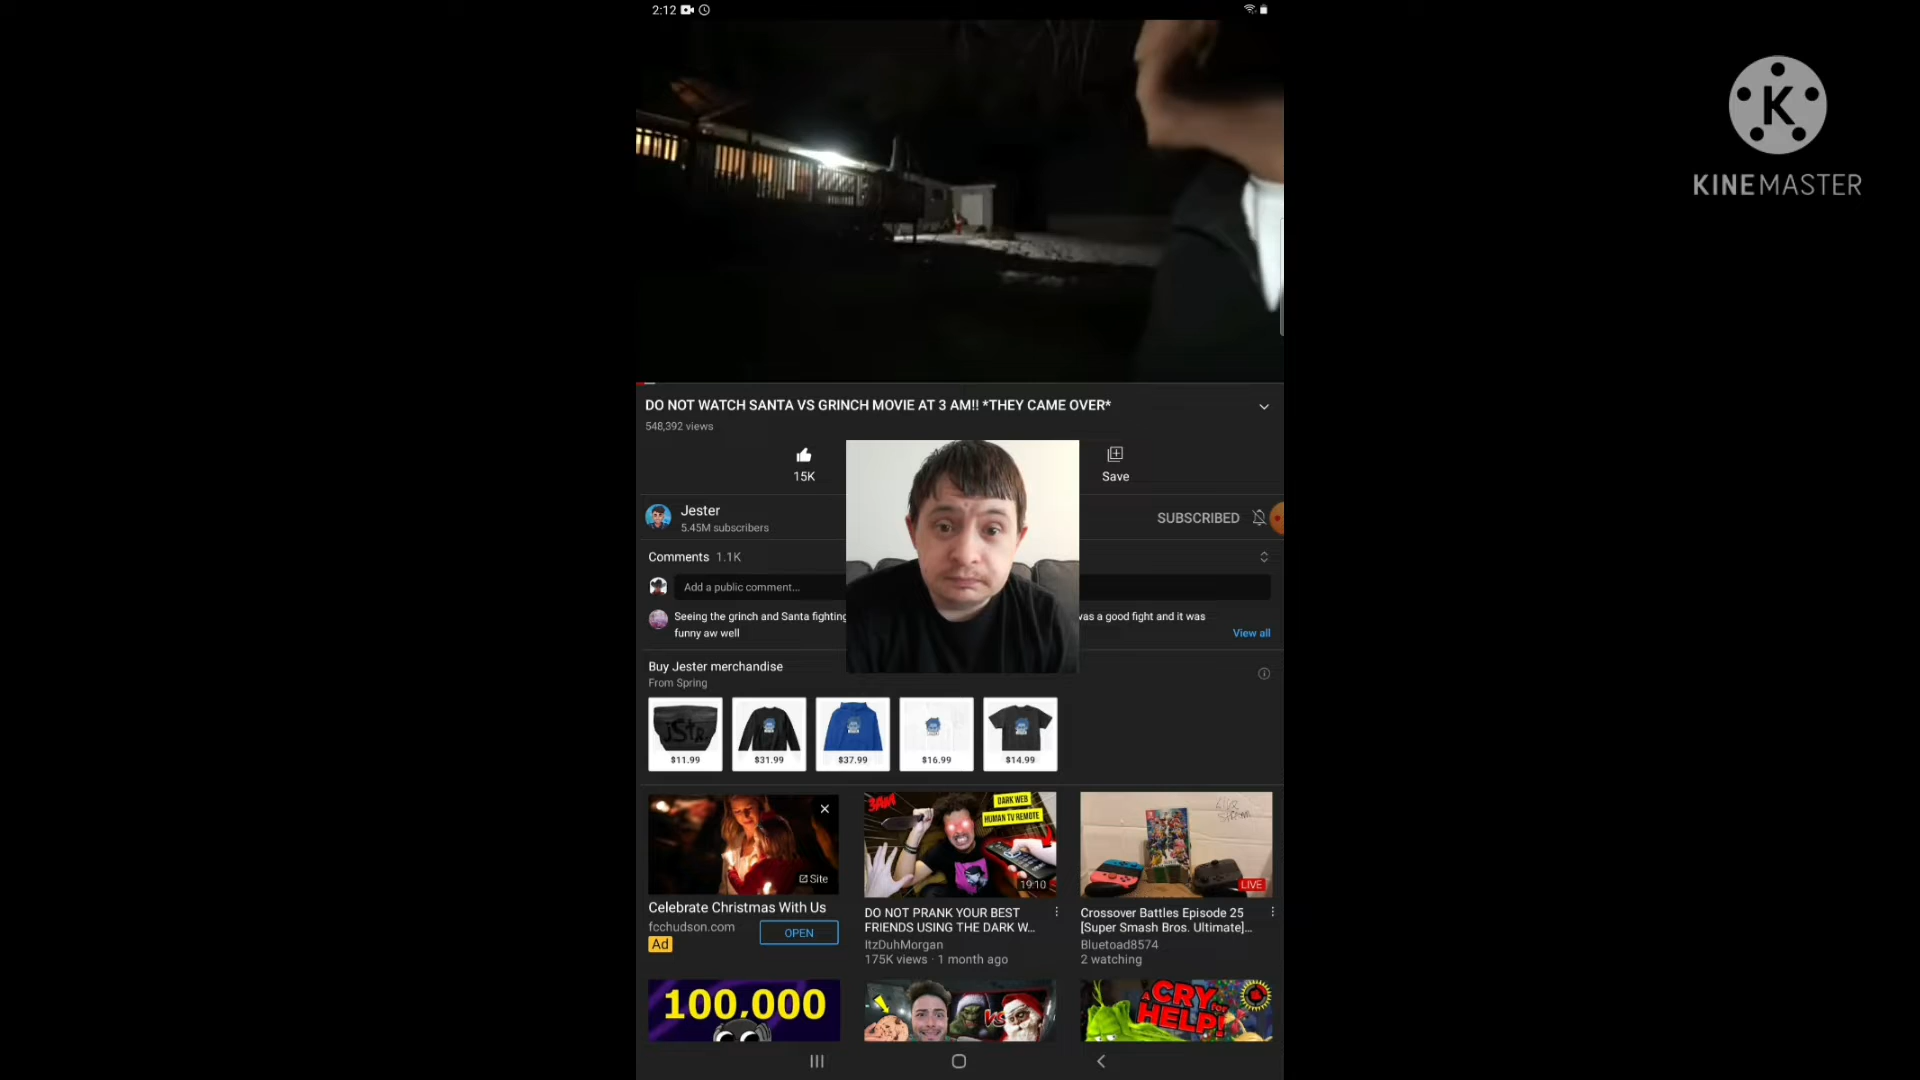 2:12
KINEMASTER
DO NOT WATCH SANTA VS GRINCH MOVIE AT 3 AM!! *THEY CAME OVER*
548,392 views
15K
Save
Jester
5.45M subscribers
SUBSCRIBED
Comments 1.1K
Add a public comment...
Seeing the grinch and Santa fighting
was a good fight and it was
funny aw well
View all
Buy Jester merchandise
From Spring
$11.99
$31.99
$37.99
$16.99
$14.99
Site
3AM
DARK WEB
HUMAN TV REMOTE
19:10
LIVE
Celebrate Christmas With Us
fcchudson.com
Ad
OPEN
DO NOT PRANK YOUR BEST
FRIENDS USING THE DARK W...
ItzDuhMorgan
175K views · 1 month ago
Crossover Battles Episode 25
[Super Smash Bros. Ultimate]...
Bluetoad8574
2 watching
100,000
VS
A CRY for
HELP!